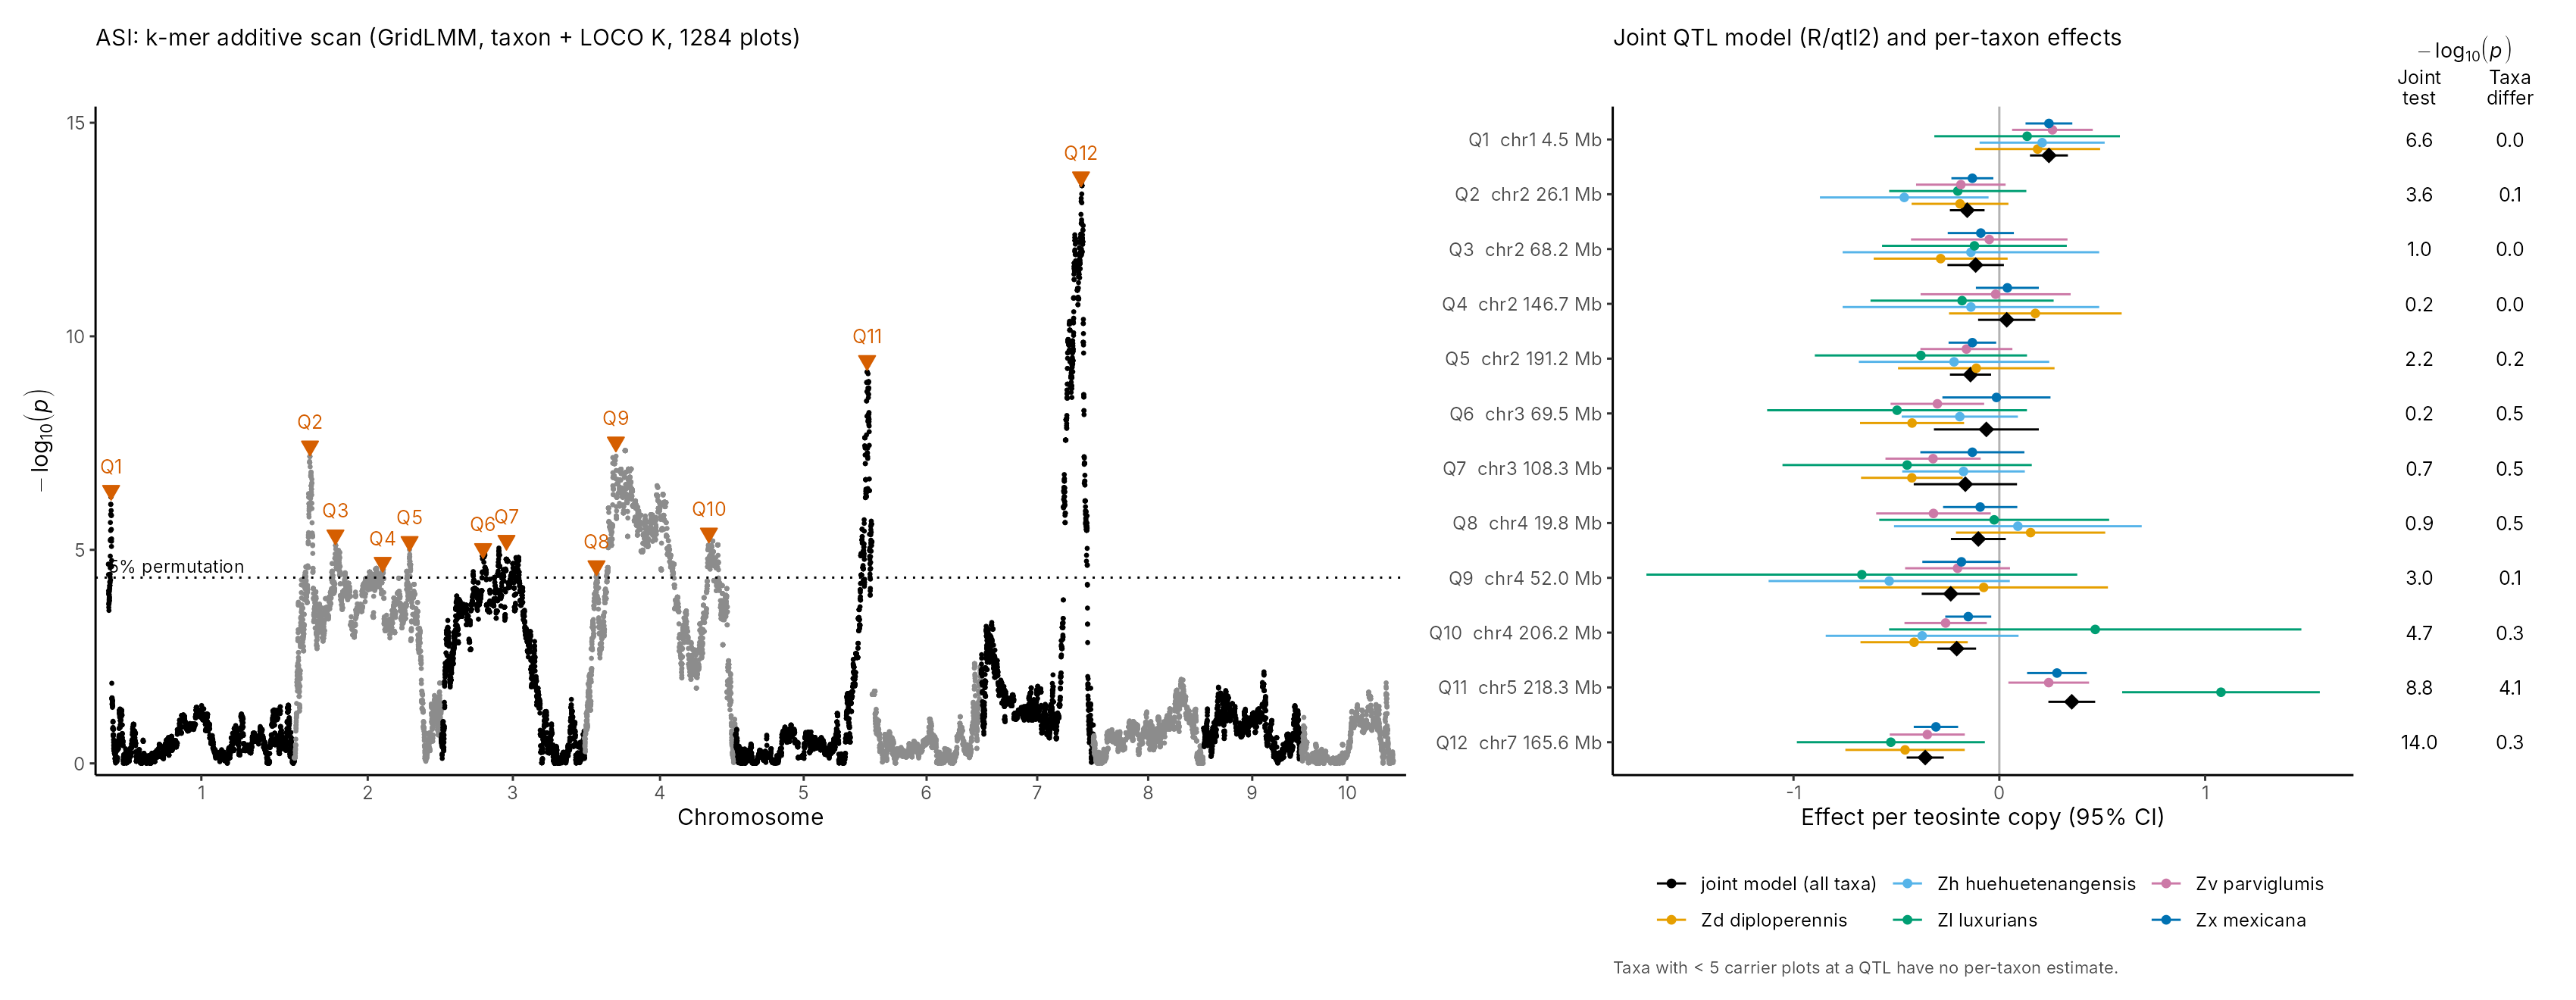 ASI: k-mer additive scan (GridLMM, taxon + LOCO K, 1284 plots)
− log10(p)
15
10
5
0
Q1
Q2
Q3
Q4
Q5
Q6
Q7
Q8
Q9
Q10
Q11
Q12
5% permutation
1 2 3 4 5 6 7 8 9 10
Chromosome
Joint QTL model (R/qtl2) and per-taxon effects
− log10(p)
Joint test
Taxa differ
Q1 chr1 4.5 Mb 6.6 0.0
Q2 chr2 26.1 Mb 3.6 0.1
Q3 chr2 68.2 Mb 1.0 0.0
Q4 chr2 146.7 Mb 0.2 0.0
Q5 chr2 191.2 Mb 2.2 0.2
Q6 chr3 69.5 Mb 0.2 0.5
Q7 chr3 108.3 Mb 0.7 0.5
Q8 chr4 19.8 Mb 0.9 0.5
Q9 chr4 52.0 Mb 3.0 0.1
Q10 chr4 206.2 Mb 4.7 0.3
Q11 chr5 218.3 Mb 8.8 4.1
Q12 chr7 165.6 Mb 14.0 0.3
-1 0 1
Effect per teosinte copy (95% CI)
joint model (all taxa) Zh huehuetenangensis Zv parviglumis
Zd diploperennis Zl luxurians Zx mexicana
Taxa with < 5 carrier plots at a QTL have no per-taxon estimate.